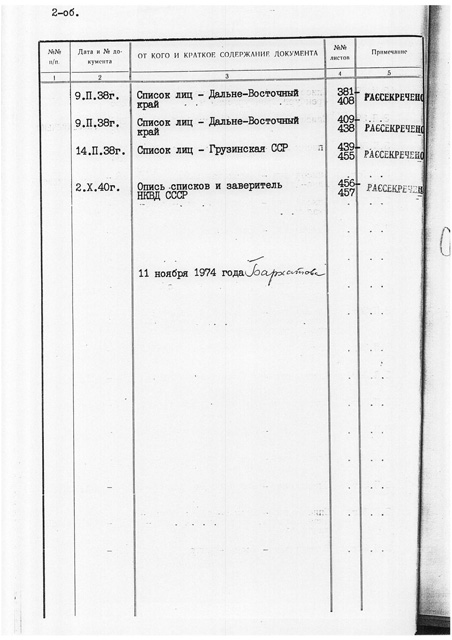 2-об.
№№ п/п. Дата и № до- ОТ КОГО И КРАТКОЕ СОДЕРЖАНИЕ ДОКУМЕНТА №№ Примечание
кумента листов
1 2 3 4 5
9.П.38г. Список лиц - Дальне-Восточный 381-
край 408 РАССЕКРЕЧЕНО
9.П.38г. Список лиц - Дальне-Восточный 409-
край 438 РАССЕКРЕЧЕНО
14.П.38г. Список лиц - Грузинская ССР 439-
455 РАССЕКРЕЧЕНО
2.Х.40г. Опись списков и заверитель 456-
НКВД СССР 457 РАССЕКРЕЧЕН
11 ноября 1974 года